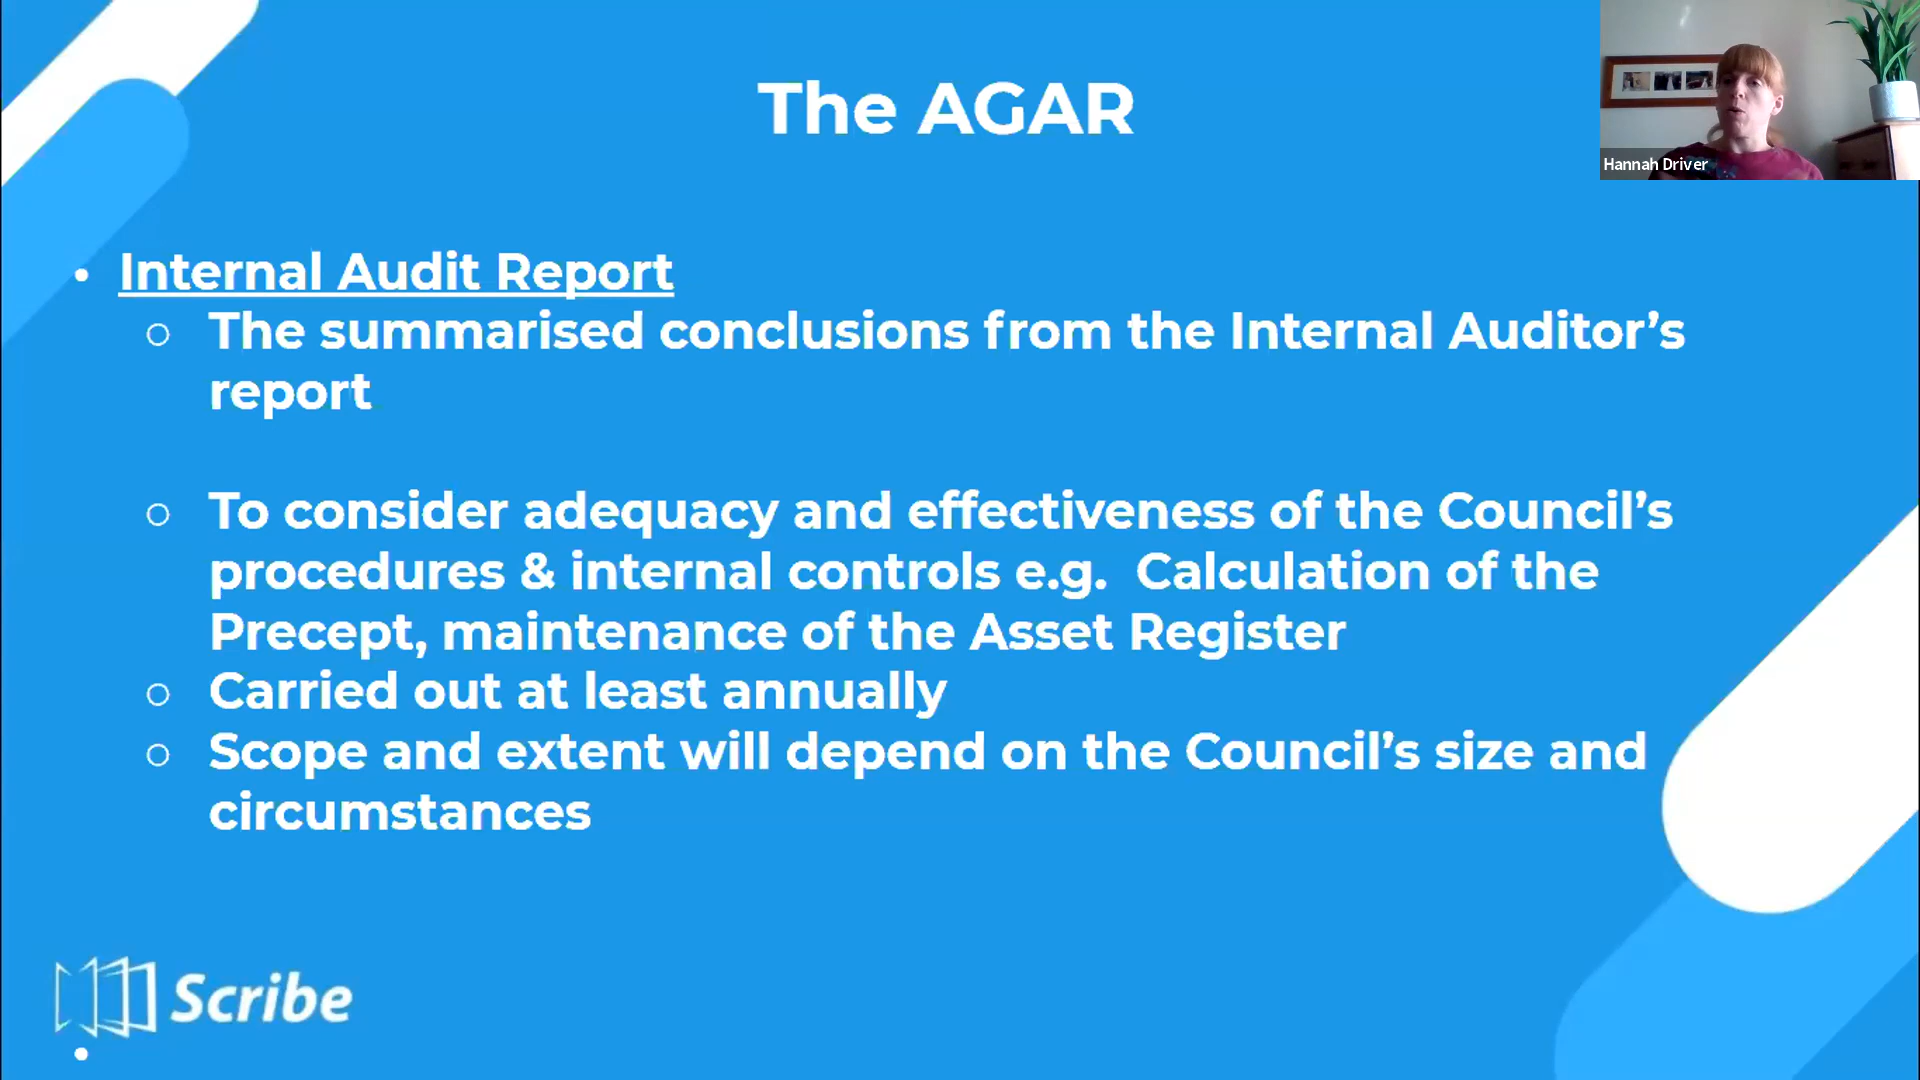 The AGAR
Hannah Driver
• Internal Audit Report
○ The summarised conclusions from the Internal Auditor’s
report
○ To consider adequacy and effectiveness of the Council’s
procedures & internal controls e.g.  Calculation of the
Precept, maintenance of the Asset Register
○ Carried out at least annually
○ Scope and extent will depend on the Council’s size and
circumstances
Scribe
•